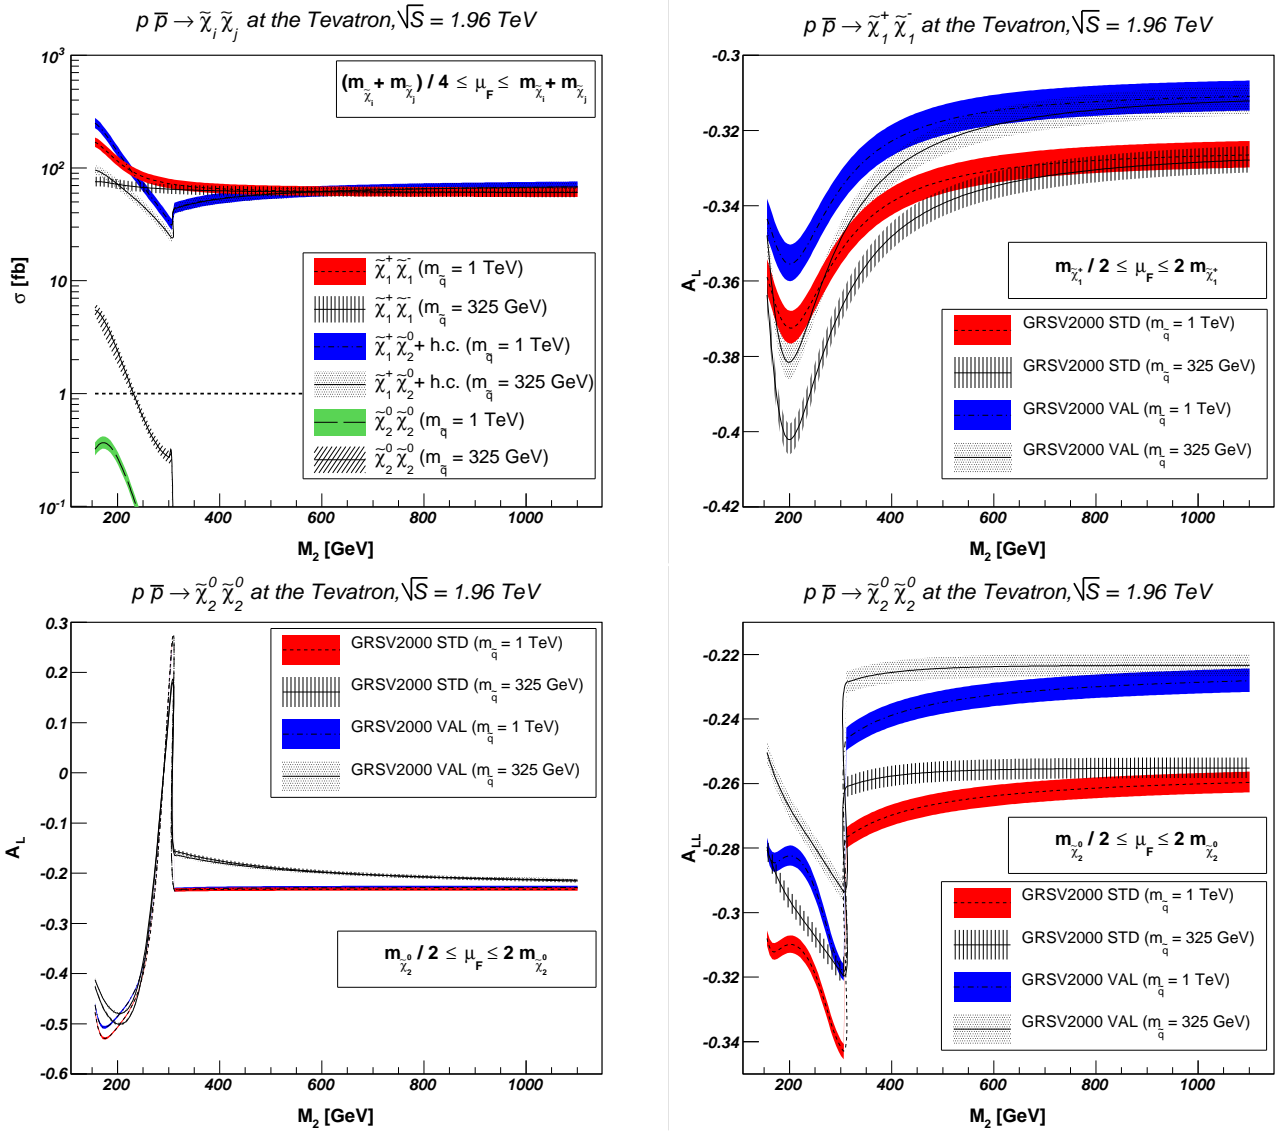 p p̅ → χ̃ᵢ χ̃ⱼ at the Tevatron, √S = 1.96 TeV
10³
10²
10
1
10⁻¹
σ [fb]
(m_χ̃ᵢ + m_χ̃ⱼ) / 4 ≤ μ_F ≤ m_χ̃ᵢ + m_χ̃ⱼ
χ̃₁⁺ χ̃₁⁻ (m_q̃ = 1 TeV)
χ̃₁⁺ χ̃₁⁻ (m_q̃ = 325 GeV)
χ̃₁⁺ χ̃₂⁰ + h.c. (m_q̃ = 1 TeV)
χ̃₁⁺ χ̃₂⁰ + h.c. (m_q̃ = 325 GeV)
χ̃₂⁰ χ̃₂⁰ (m_q̃ = 1 TeV)
χ̃₂⁰ χ̃₂⁰ (m_q̃ = 325 GeV)
200 400 600 800 1000
M₂ [GeV]
p p̅ → χ̃₁⁺ χ̃₁⁻ at the Tevatron, √S = 1.96 TeV
-0.3
-0.32
-0.34
-0.36
-0.38
-0.4
-0.42
A_L
m_χ̃₁⁺ / 2 ≤ μ_F ≤ 2 m_χ̃₁⁺
GRSV2000 STD (m_q̃ = 1 TeV)
GRSV2000 STD (m_q̃ = 325 GeV)
GRSV2000 VAL (m_q̃ = 1 TeV)
GRSV2000 VAL (m_q̃ = 325 GeV)
200 400 600 800 1000
M₂ [GeV]
p p̅ → χ̃₂⁰ χ̃₂⁰ at the Tevatron, √S = 1.96 TeV
0.3
0.2
0.1
0
-0.1
-0.2
-0.3
-0.4
-0.5
-0.6
A_L
GRSV2000 STD (m_q̃ = 1 TeV)
GRSV2000 STD (m_q̃ = 325 GeV)
GRSV2000 VAL (m_q̃ = 1 TeV)
GRSV2000 VAL (m_q̃ = 325 GeV)
m_χ̃₂⁰ / 2 ≤ μ_F ≤ 2 m_χ̃₂⁰
200 400 600 800 1000
M₂ [GeV]
p p̅ → χ̃₂⁰ χ̃₂⁰ at the Tevatron, √S = 1.96 TeV
-0.22
-0.24
-0.26
-0.28
-0.3
-0.32
-0.34
A_LL
m_χ̃₂⁰ / 2 ≤ μ_F ≤ 2 m_χ̃₂⁰
GRSV2000 STD (m_q̃ = 1 TeV)
GRSV2000 STD (m_q̃ = 325 GeV)
GRSV2000 VAL (m_q̃ = 1 TeV)
GRSV2000 VAL (m_q̃ = 325 GeV)
200 400 600 800 1000
M₂ [GeV]